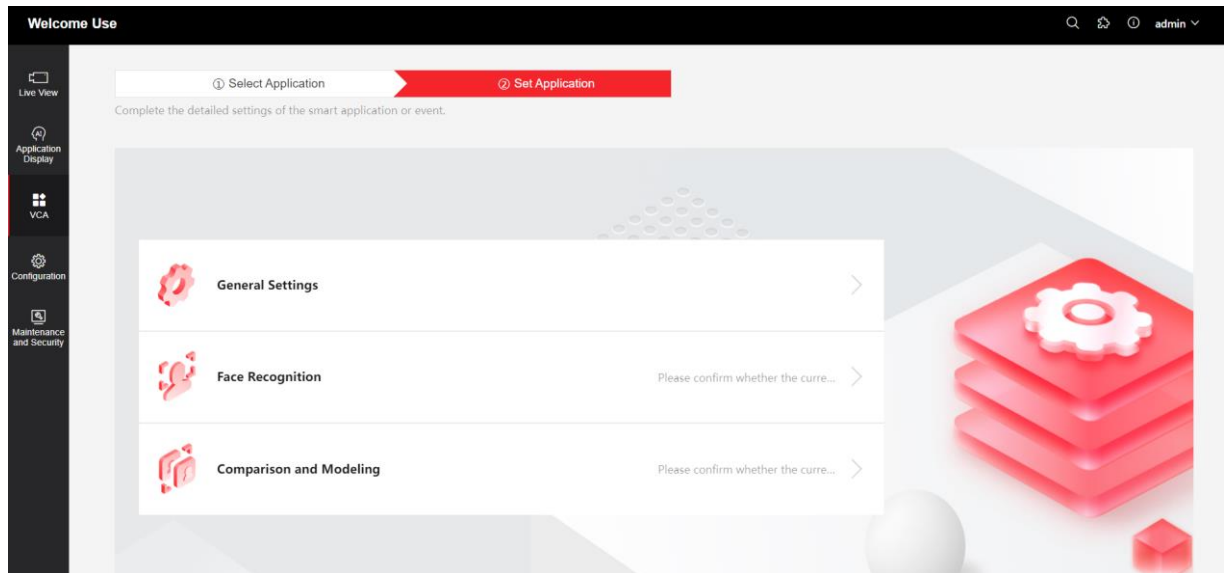 Welcome Use
admin
Live View
Application
Display
VCA
Configuration
Maintenance
and Security
① Select Application
② Set Application
Complete the detailed settings of the smart application or event.
General Settings
Face Recognition
Please confirm whether the curre...
Comparison and Modeling
Please confirm whether the curre...